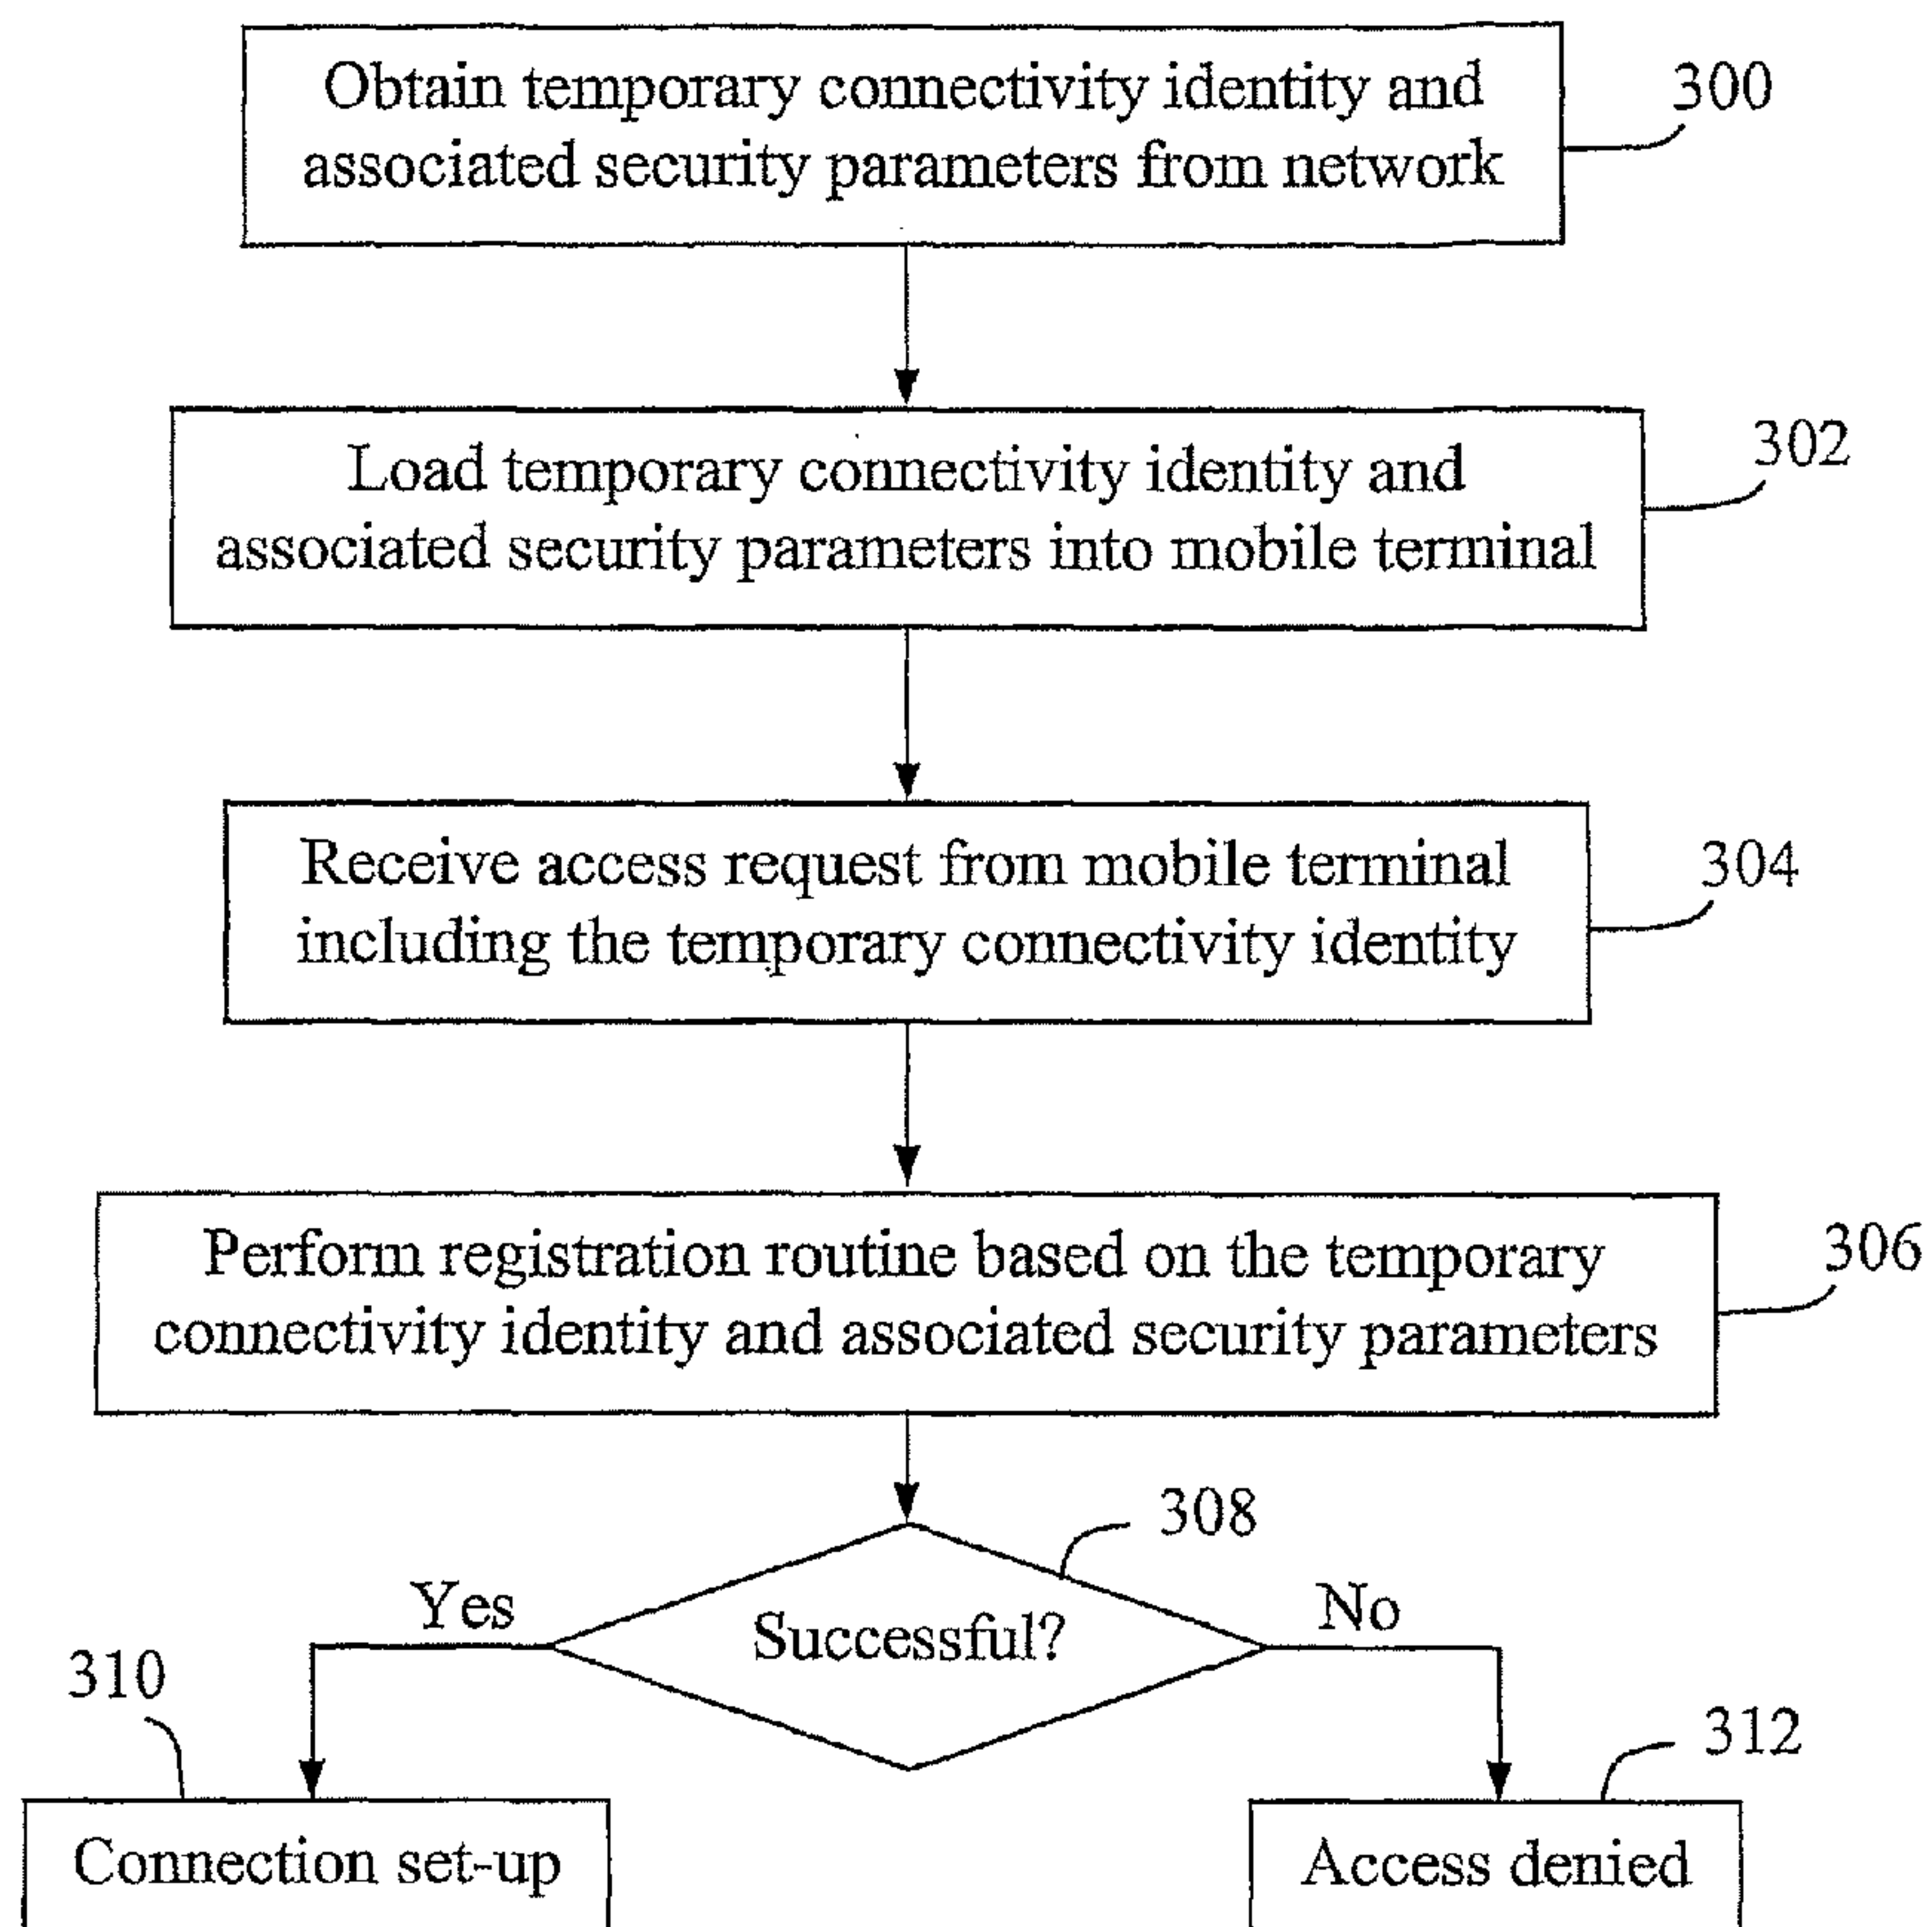 Obtain temporary connectivity identity and
associated security parameters from network
300
Load temporary connectivity identity and
associated security parameters into mobile terminal
302
Receive access request from mobile terminal
including the temporary connectivity identity
304
Perform registration routine based on the temporary
connectivity identity and associated security parameters
306
308
Yes
Successful?
No
310
312
Connection set-up
Access denied